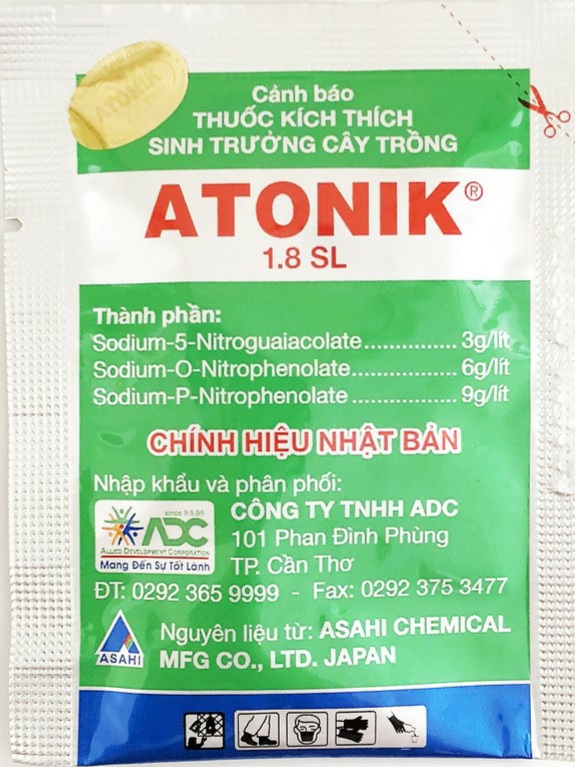 ATONIK
Cảnh báo
THUỐC KÍCH THÍCH
SINH TRƯỞNG CÂY TRỒNG
ATONIK®
1.8 SL
Thành phần:
Sodium-5-Nitroguaiacolate................ 3g/lít
Sodium-O-Nitrophenolate.................. 6g/lít
Sodium-P-Nitrophenolate................... 9g/lít
CHÍNH HIỆU NHẬT BẢN
Nhập khẩu và phân phối:
since 9.9.99
ADC
ALLIED DEVELOPMENT CORPORATION
Mang Đến Sự Tốt Lành
CÔNG TY TNHH ADC
101 Phan Đình Phùng
TP. Cần Thơ
ĐT: 0292 365 9999 - Fax: 0292 375 3477
ASAHI
Nguyên liệu từ: ASAHI CHEMICAL
MFG CO., LTD. JAPAN